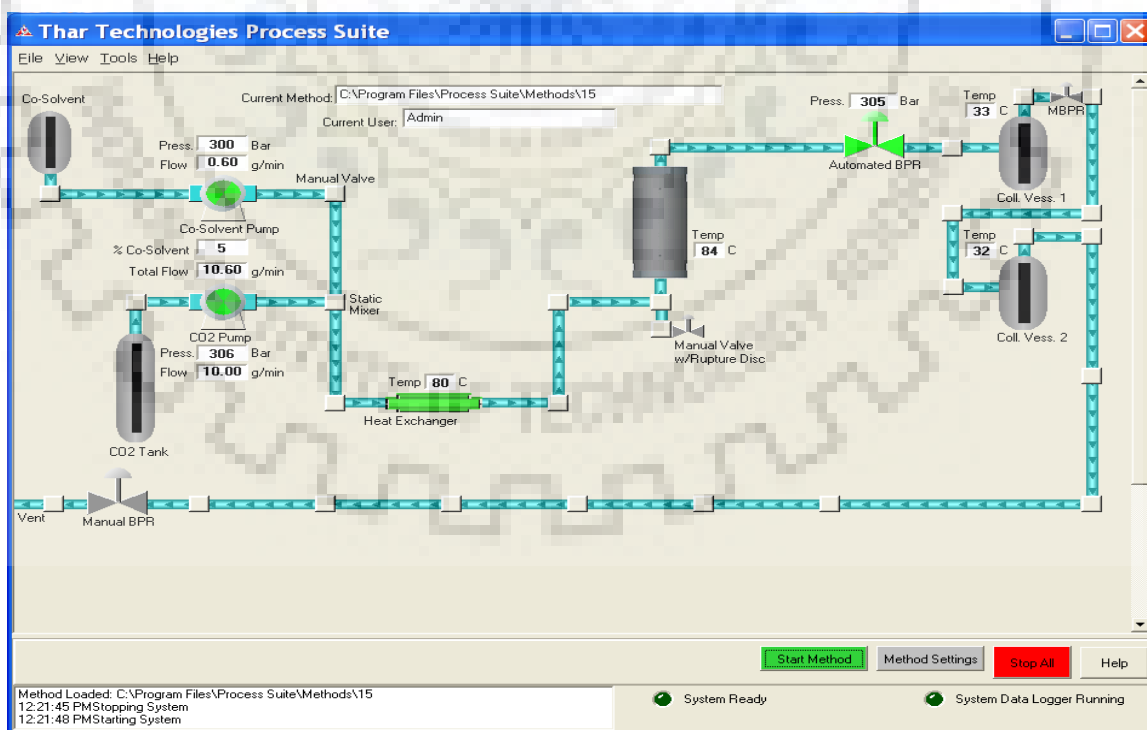 Thar Technologies Process Suite
File View Tools Help
Co-Solvent
Current Method: C:\Program Files\Process Suite\Methods\15
Current User: Admin
Press. 300 Bar
Flow 0.60 g/min
Manual Valve
Co-Solvent Pump
% Co-Solvent 5
Total Flow 10.60 g/min
Static
Mixer
CO2 Pump
Press. 306 Bar
Flow 10.00 g/min
CO2 Tank
Temp 80 C
Heat Exchanger
Temp
84 C
Manual Valve
w/Rupture Disc
Press. 305 Bar
Automated BPR
Temp
33 C
MBPR
Coll. Vess. 1
Temp
32 C
Coll. Vess. 2
Vent
Manual BPR
Start Method
Method Settings
Stop All
Help
Method Loaded: C:\Program Files\Process Suite\Methods\15
12:21:45 PMStopping System
12:21:48 PMStarting System
System Ready
System Data Logger Running